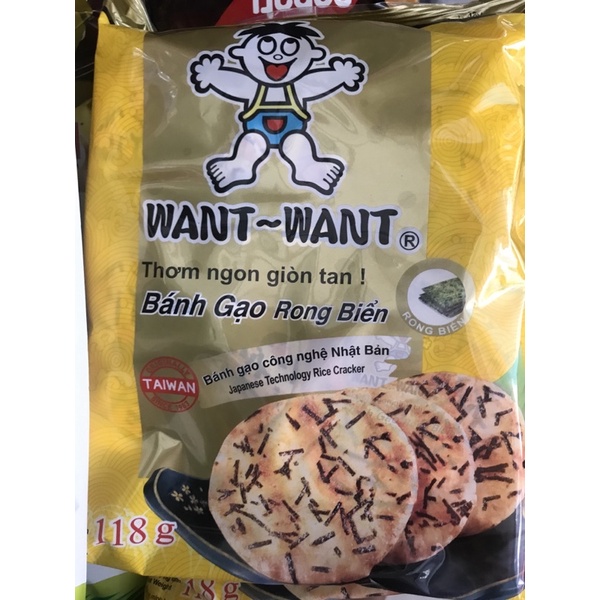 WANT~WANT®
Thơm ngon giòn tan !
Bánh Gạo Rong Biển
RONG BIỂN
Bánh gạo công nghệ Nhật Bản
Japanese Technology Rice Cracker
TAIWAN
118 g
18 g